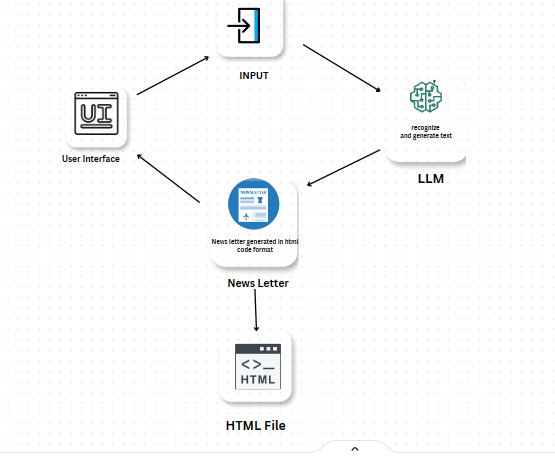 INPUT
recognize
and generate text
LLM
UI
User Interface
NEWSLETTER
News letter generated in html
code format
News Letter
<>_
HTML
HTML File